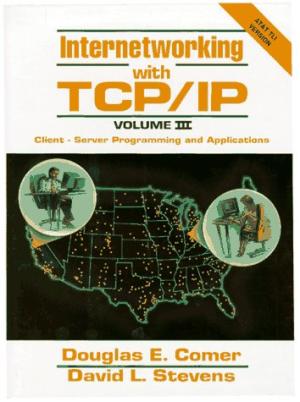 AT&T TLI
VERSION
Internetworking
with
TCP/IP
VOLUME III
Client - Server Programming and Applications
Douglas E. Comer
David L. Stevens